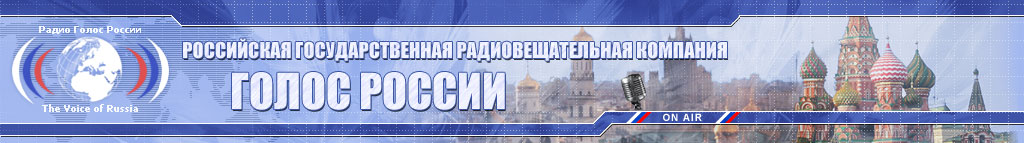 Радио Голос России
The Voice of Russia
РОССИЙСКАЯ ГОСУДАРСТВЕННАЯ РАДИОВЕЩАТЕЛЬНАЯ КОМПАНИЯ
ГОЛОС РОССИИ
ON AIR